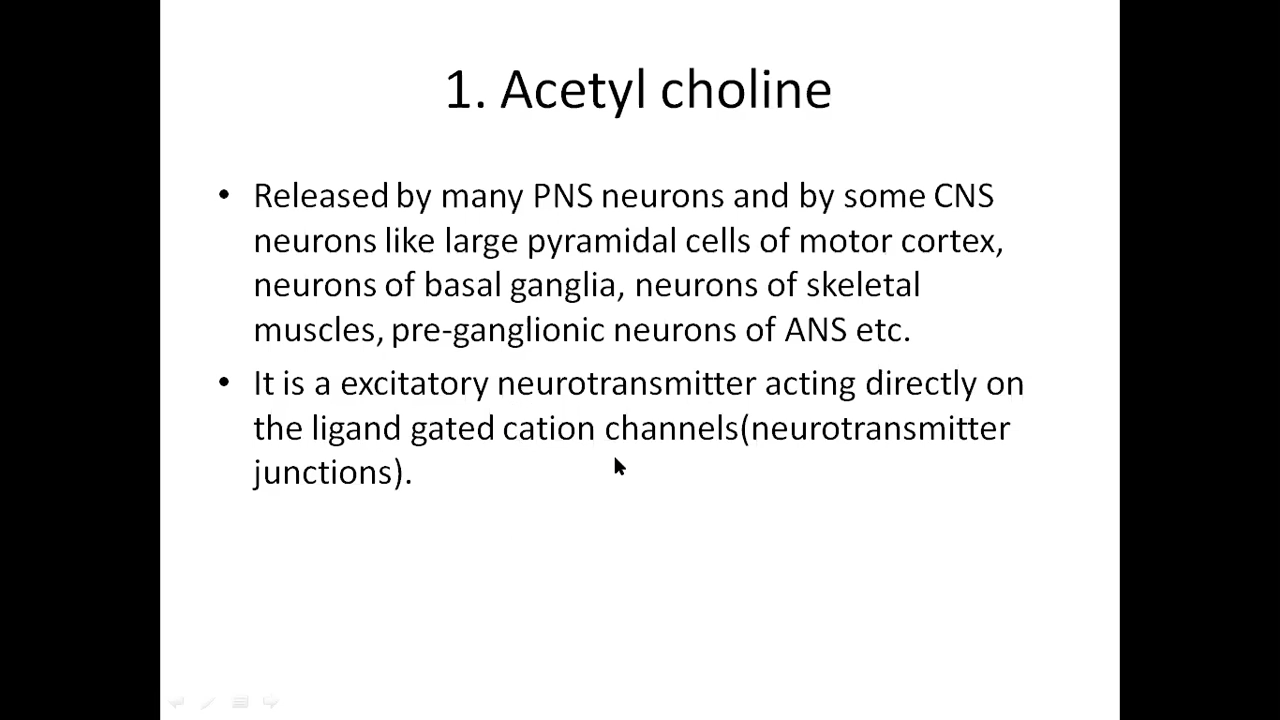 1. Acetyl choline
• Released by many PNS neurons and by some CNS
neurons like large pyramidal cells of motor cortex,
neurons of basal ganglia, neurons of skeletal
muscles, pre-ganglionic neurons of ANS etc.
• It is a excitatory neurotransmitter acting directly on
the ligand gated cation channels(neurotransmitter
junctions).